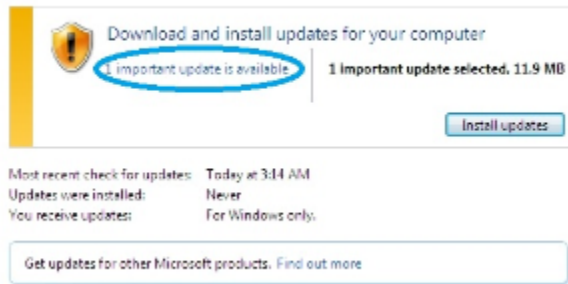 Download and install updates for your computer
1 important update is available
1 important update selected, 11.9 MB
Install updates
Most recent check for updates: Today at 3:14 AM
Updates were installed: Never
You receive updates: For Windows only.
Get updates for other Microsoft products. Find out more